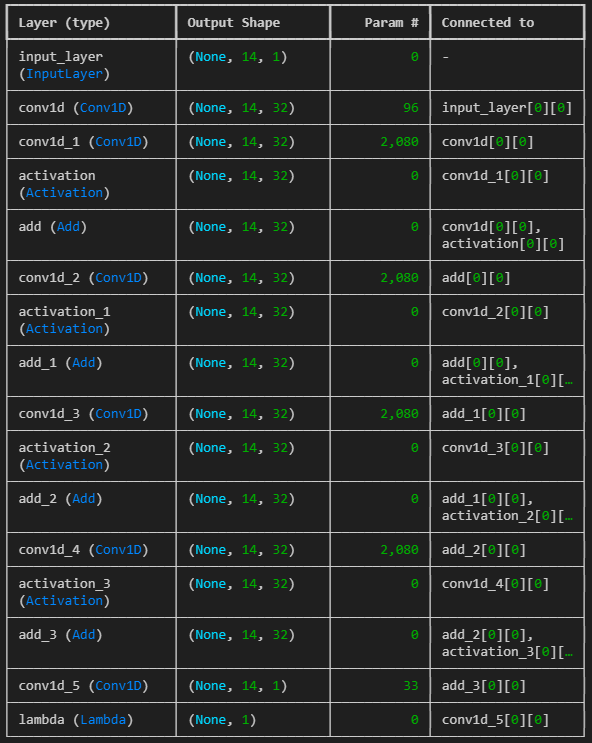 Layer (type) Output Shape Param # Connected to
input_layer (None, 14, 1) 0 -
(InputLayer)
conv1d (Conv1D) (None, 14, 32) 96 input_layer[0][0]
conv1d_1 (Conv1D) (None, 14, 32) 2,080 conv1d[0][0]
activation (None, 14, 32) 0 conv1d_1[0][0]
(Activation)
add (Add) (None, 14, 32) 0 conv1d[0][0],
activation[0][0]
conv1d_2 (Conv1D) (None, 14, 32) 2,080 add[0][0]
activation_1 (None, 14, 32) 0 conv1d_2[0][0]
(Activation)
add_1 (Add) (None, 14, 32) 0 add[0][0],
activation_1[0][…
conv1d_3 (Conv1D) (None, 14, 32) 2,080 add_1[0][0]
activation_2 (None, 14, 32) 0 conv1d_3[0][0]
(Activation)
add_2 (Add) (None, 14, 32) 0 add_1[0][0],
activation_2[0][…
conv1d_4 (Conv1D) (None, 14, 32) 2,080 add_2[0][0]
activation_3 (None, 14, 32) 0 conv1d_4[0][0]
(Activation)
add_3 (Add) (None, 14, 32) 0 add_2[0][0],
activation_3[0][…
conv1d_5 (Conv1D) (None, 14, 1) 33 add_3[0][0]
lambda (Lambda) (None, 1) 0 conv1d_5[0][0]